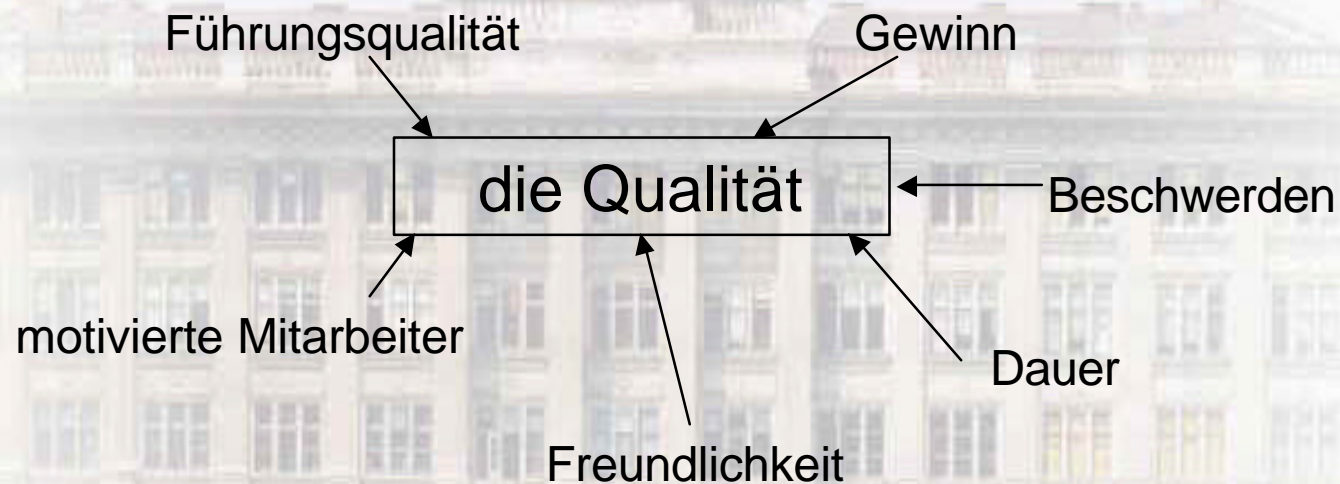 Führungsqualität
Gewinn
die Qualität
Beschwerden
motivierte Mitarbeiter
Dauer
Freundlichkeit